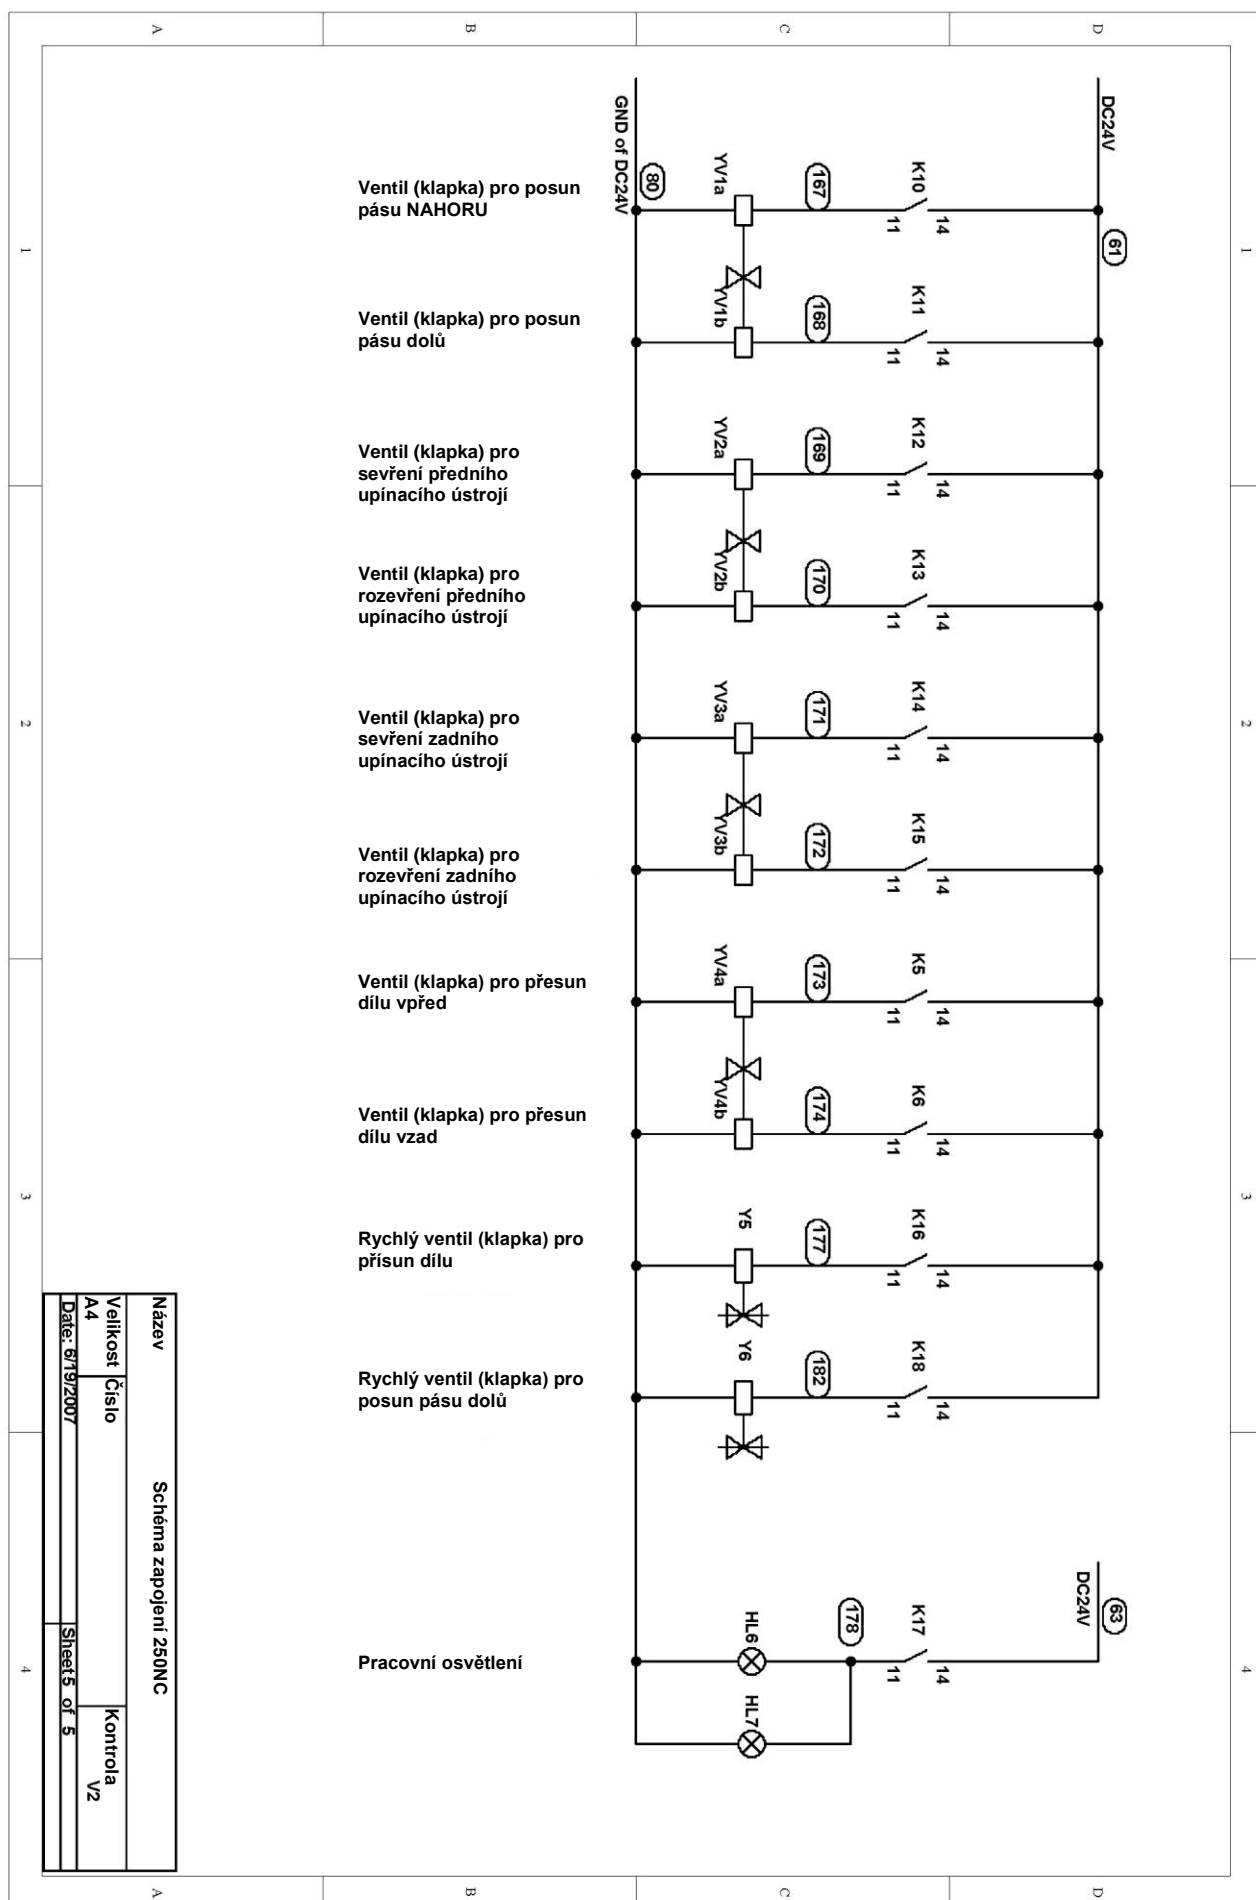 A
B
C
D
DC24V
61
GND of DC24V
80
1
1
Ventil (klapka) pro posun
pásu NAHORU
YV1a
167
K10
11
14
Ventil (klapka) pro posun
pásu dolů
YV1b
168
K11
11
14
Ventil (klapka) pro
sevření předního
upínacího ústrojí
YV2a
169
K12
11
14
Ventil (klapka) pro
rozevření předního
upínacího ústrojí
YV2b
170
K13
11
14
2
2
Ventil (klapka) pro
sevření zadního
upínacího ústrojí
YV3a
171
K14
11
14
Ventil (klapka) pro
rozevření zadního
upínacího ústrojí
YV3b
172
K15
11
14
Ventil (klapka) pro přesun
dílu vpřed
YV4a
173
K5
11
14
Ventil (klapka) pro přesun
dílu vzad
YV4b
174
K6
11
14
3
3
Rychlý ventil (klapka) pro
přísun dílu
Y5
177
K16
11
14
Rychlý ventil (klapka) pro
posun pásu dolů
Y6
182
K18
11
14
DC24V
63
Pracovní osvětlení
HL6
HL7
178
K17
11
14
4
4
Název
Schéma zapojení 250NC
Velikost
A4
Číslo
Kontrola
V2
Date: 6/19/2007
Sheet 5 of 5
A
B
C
D